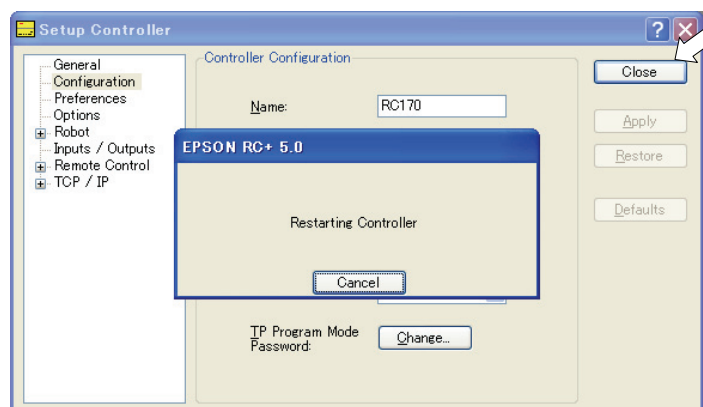 Setup Controller
General
Configuration
Preferences
Options
Robot
Inputs / Outputs
Remote Control
TCP / IP
Controller Configuration
Name:
RC170
EPSON RC+ 5.0
Restarting Controller
Cancel
TP Program Mode
Password:
Change...
Close
Apply
Restore
Defaults